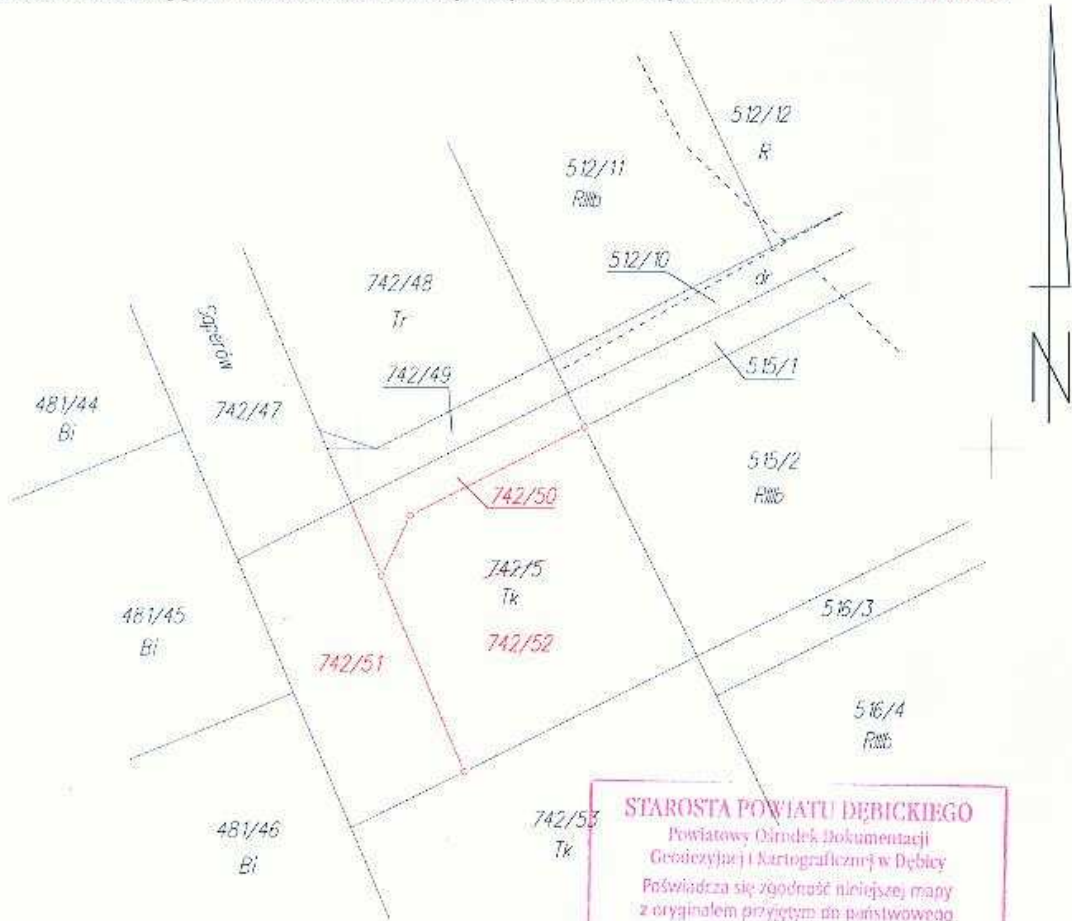 512/12
R
512/11
RIIIb
512/10
dr
742/48
Tr
Saperów
742/49
515/1
481/44
Bi
742/47
515/2
RIIIb
742/50
742/5
Tk
481/45
Bi
516/3
742/51
742/52
516/4
RIIIb
N
481/46
Bi
742/53
Tk
STAROSTA POWIATU DĘBICKIEGO
Powiatowy Ośrodek Dokumentacji
Geodezyjnej i Kartograficznej w Dębicy
Poświadcza się zgodność niniejszej mapy
z oryginałem przyjętym do państwowego